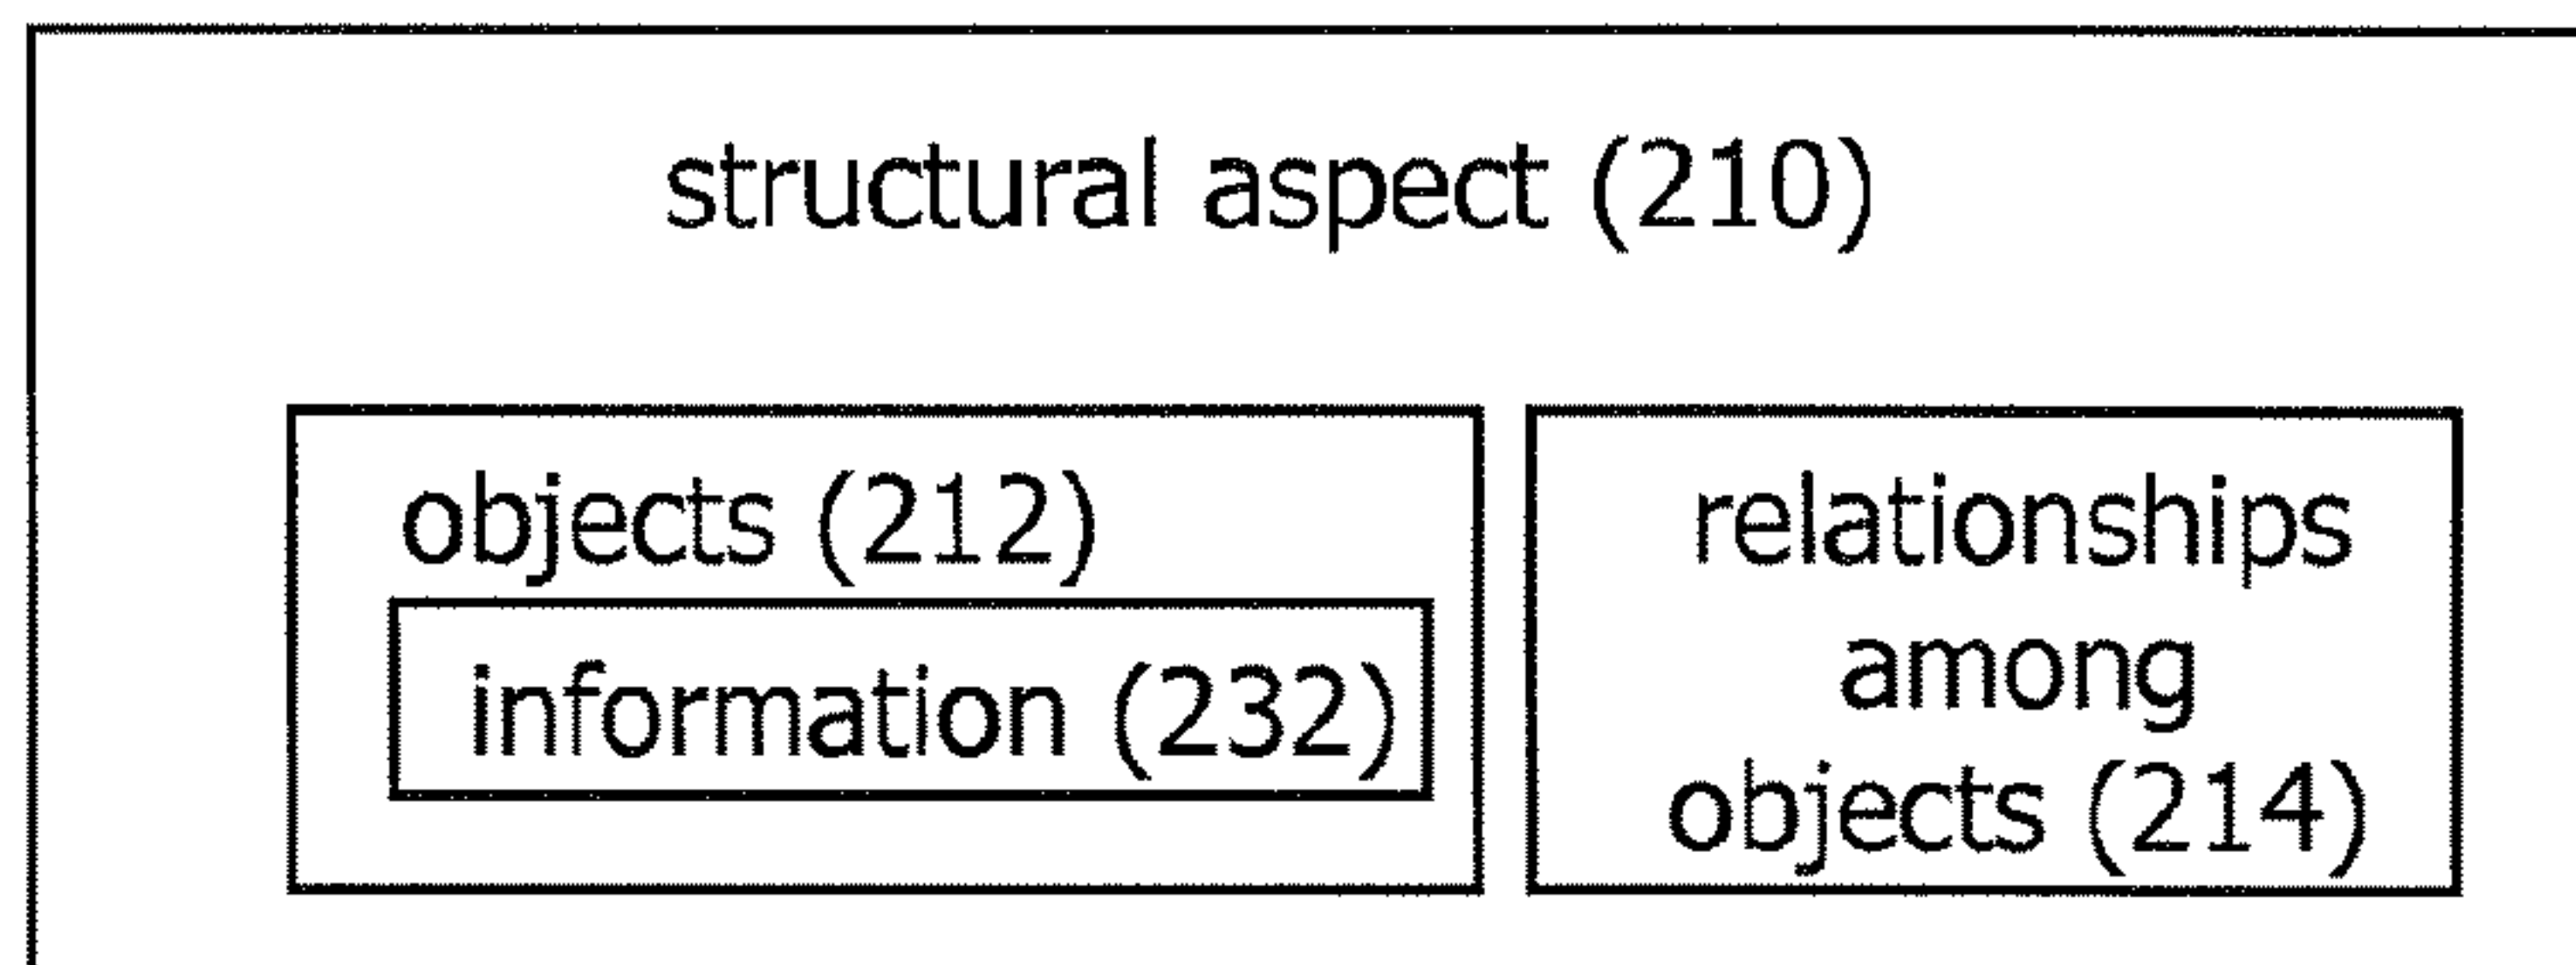 structural aspect (210)
objects (212)
information (232)
relationships
among
objects (214)